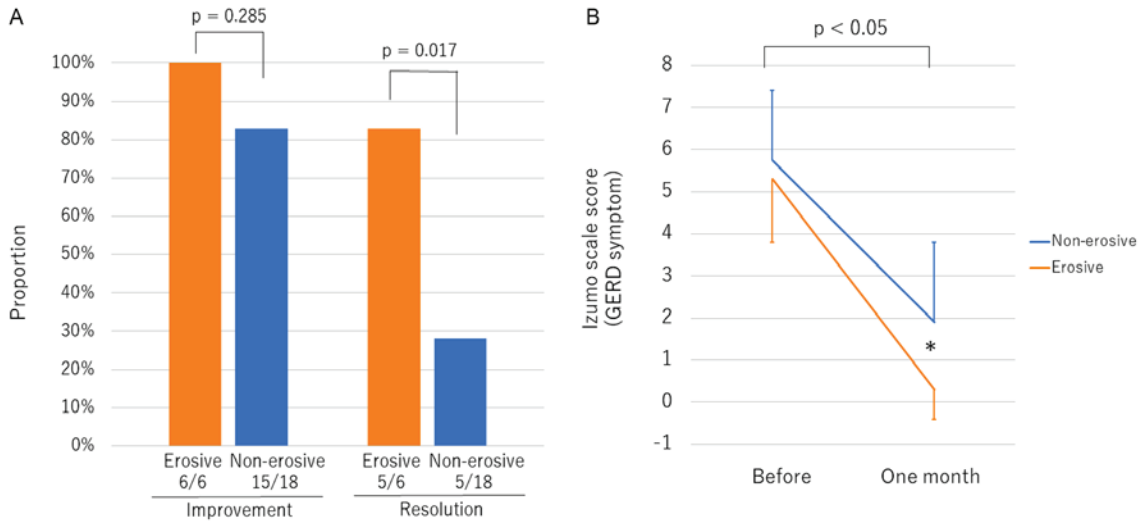 A
p = 0.285
p = 0.017
100%
90%
80%
70%
60%
50%
40%
30%
20%
10%
0%
Proportion
Erosive Non-erosive Erosive Non-erosive
6/6 15/18 5/6 5/18
Improvement Resolution
B
p < 0.05
8
7
6
5
4
3
2
1
0
-1
Izumo scale score
(GERD symptom)
*
Non-erosive
Erosive
Before One month